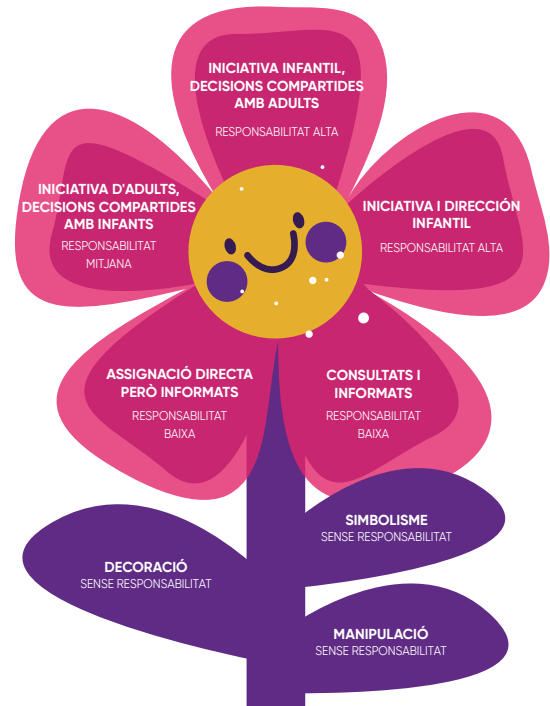 INICIATIVA INFANTIL,
DECISIONS COMPARTIDES
AMB ADULTS
RESPONSABILITAT ALTA
INICIATIVA D'ADULTS,
DECISIONS COMPARTIDES
AMB INFANTS
RESPONSABILITAT
MITJANA
INICIATIVA I DIRECCIÓN
INFANTIL
RESPONSABILITAT ALTA
ASSIGNACIÓ DIRECTA
PERÒ INFORMATS
RESPONSABILITAT
BAIXA
CONSULTATS I
INFORMATS
RESPONSABILITAT
BAIXA
SIMBOLISME
SENSE RESPONSABILITAT
DECORACIÓ
SENSE RESPONSABILITAT
MANIPULACIÓ
SENSE RESPONSABILITAT